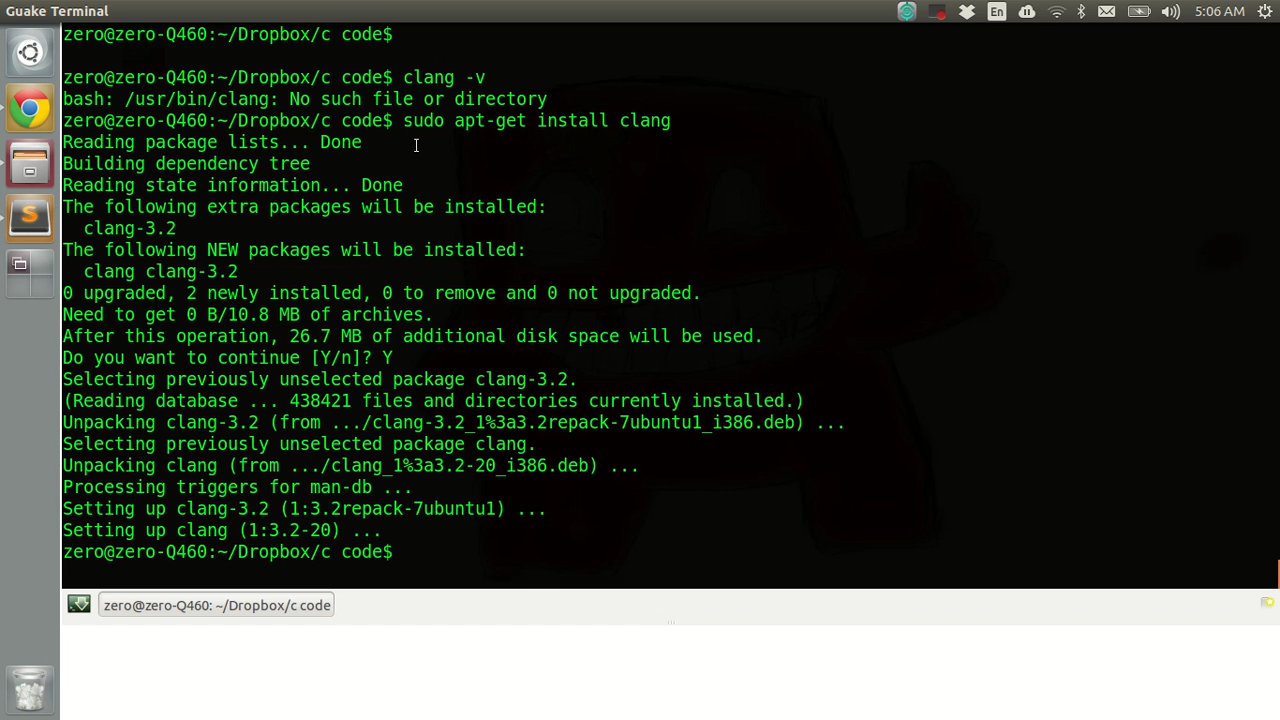 Guake Terminal
En
5:06 AM
zero@zero-Q460:~/Dropbox/c code$
zero@zero-Q460:~/Dropbox/c code$ clang -v
bash: /usr/bin/clang: No such file or directory
zero@zero-Q460:~/Dropbox/c code$ sudo apt-get install clang
Reading package lists... Done
Building dependency tree
Reading state information... Done
The following extra packages will be installed:
  clang-3.2
The following NEW packages will be installed:
  clang clang-3.2
0 upgraded, 2 newly installed, 0 to remove and 0 not upgraded.
Need to get 0 B/10.8 MB of archives.
After this operation, 26.7 MB of additional disk space will be used.
Do you want to continue [Y/n]? Y
Selecting previously unselected package clang-3.2.
(Reading database ... 438421 files and directories currently installed.)
Unpacking clang-3.2 (from .../clang-3.2_1%3a3.2repack-7ubuntu1_i386.deb) ...
Selecting previously unselected package clang.
Unpacking clang (from .../clang_1%3a3.2-20_i386.deb) ...
Processing triggers for man-db ...
Setting up clang-3.2 (1:3.2repack-7ubuntu1) ...
Setting up clang (1:3.2-20) ...
zero@zero-Q460:~/Dropbox/c code$
zero@zero-Q460: ~/Dropbox/c code